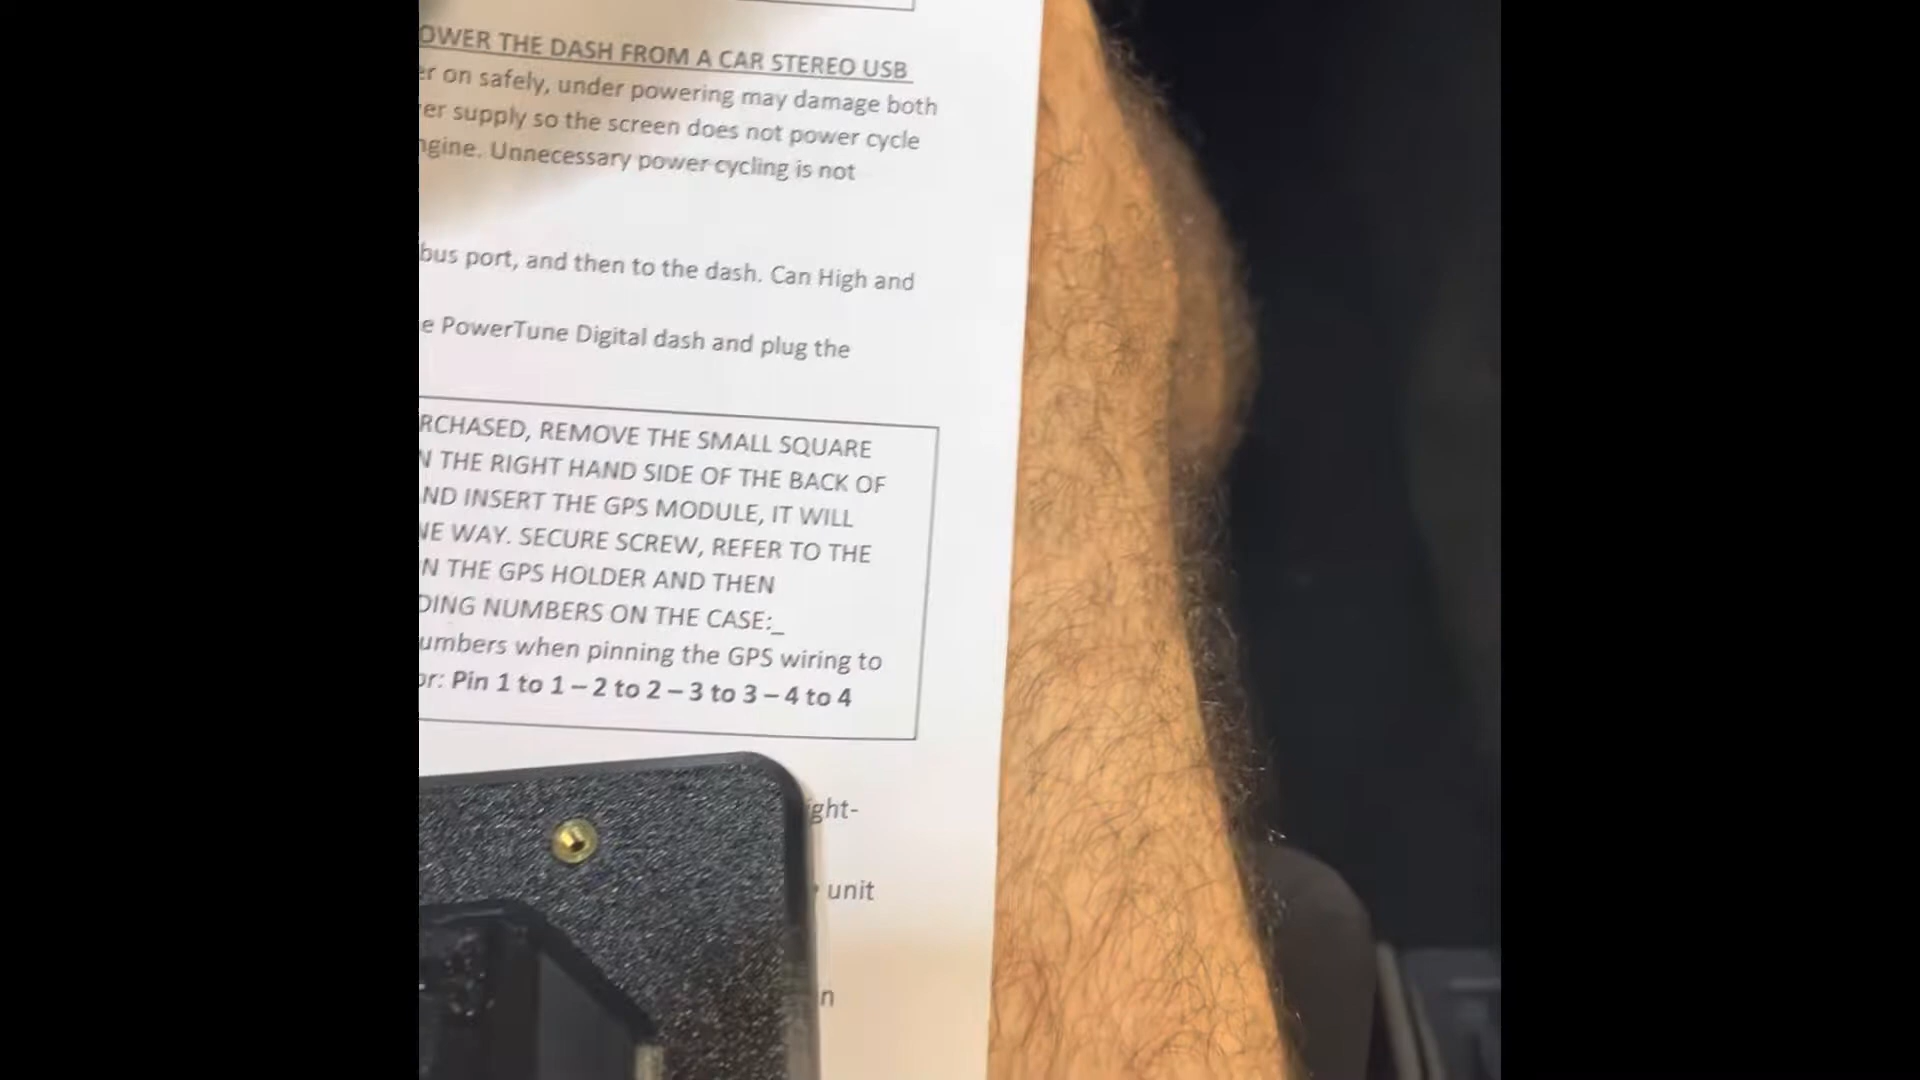 OWER THE DASH FROM A CAR STEREO USB
er on safely, under powering may damage both
er supply so the screen does not power cycle
ngine. Unnecessary power cycling is not
bus port, and then to the dash. Can High and
e PowerTune Digital dash and plug the
RCHASED, REMOVE THE SMALL SQUARE
N THE RIGHT HAND SIDE OF THE BACK OF
ND INSERT THE GPS MODULE, IT WILL
NE WAY. SECURE SCREW, REFER TO THE
N THE GPS HOLDER AND THEN
DING NUMBERS ON THE CASE:_
umbers when pinning the GPS wiring to
or: Pin 1 to 1 – 2 to 2 – 3 to 3 – 4 to 4
ight-
unit
n